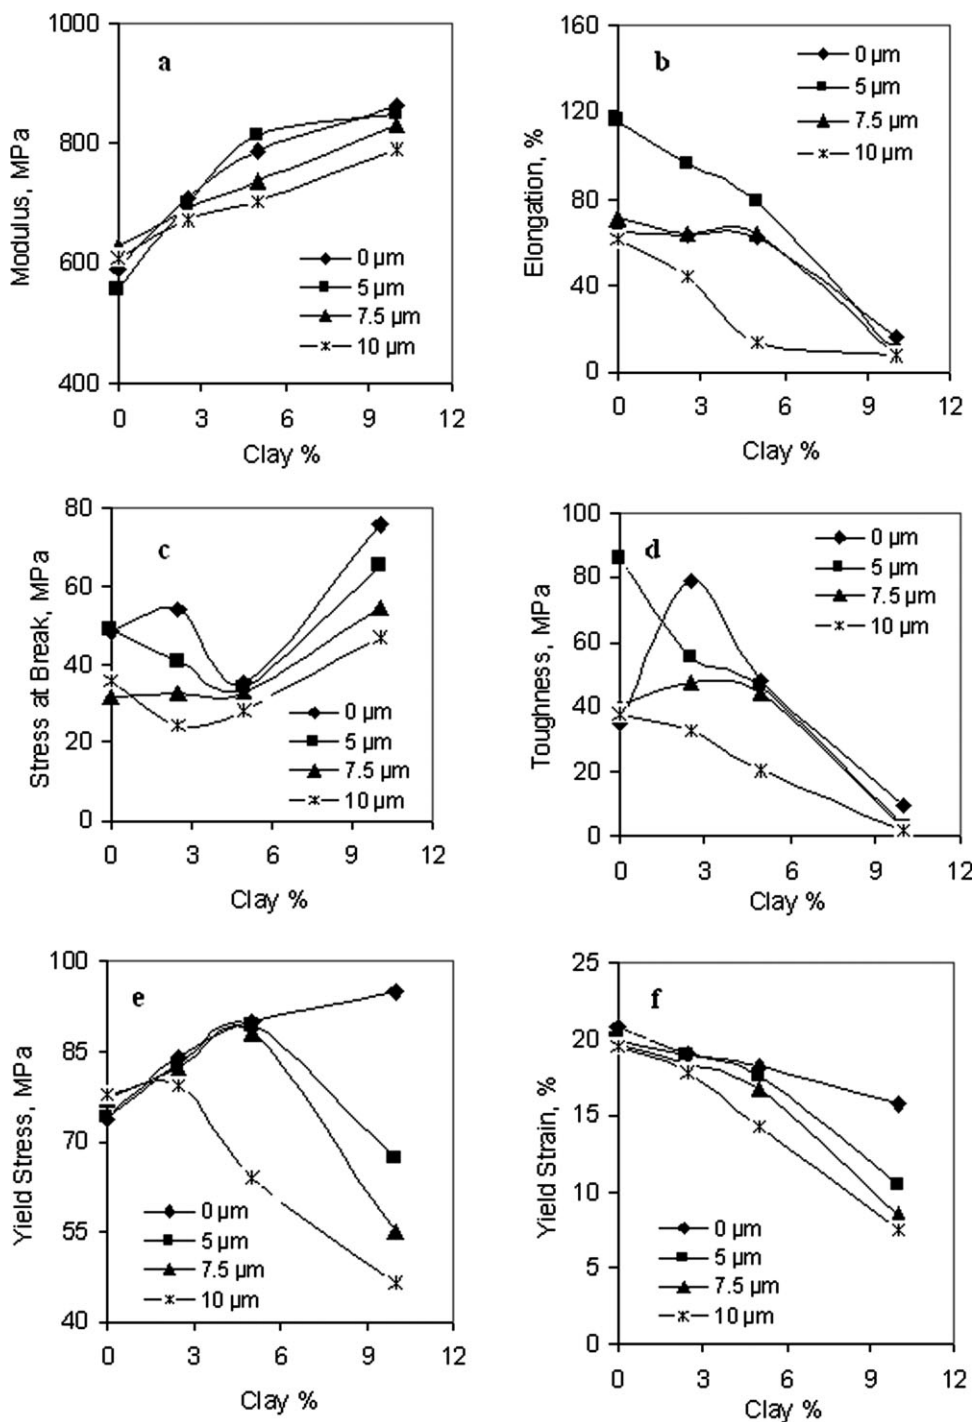 a
Modulus, MPa
1000
800
600
400
0 3 6 9 12
Clay %
0 µm
5 µm
7.5 µm
10 µm
b
Elongation, %
160
120
80
40
0
0 3 6 9 12
Clay %
0 µm
5 µm
7.5 µm
10 µm
c
Stress at Break, MPa
80
60
40
20
0
0 3 6 9 12
Clay %
0 µm
5 µm
7.5 µm
10 µm
d
Toughness, MPa
100
80
60
40
20
0
0 3 6 9 12
Clay %
0 µm
5 µm
7.5 µm
10 µm
e
Yield Stress, MPa
100
85
70
55
40
0 3 6 9 12
Clay %
0 µm
5 µm
7.5 µm
10 µm
f
Yield Strain, %
25
20
15
10
5
0
0 3 6 9 12
Clay %
0 µm
5 µm
7.5 µm
10 µm